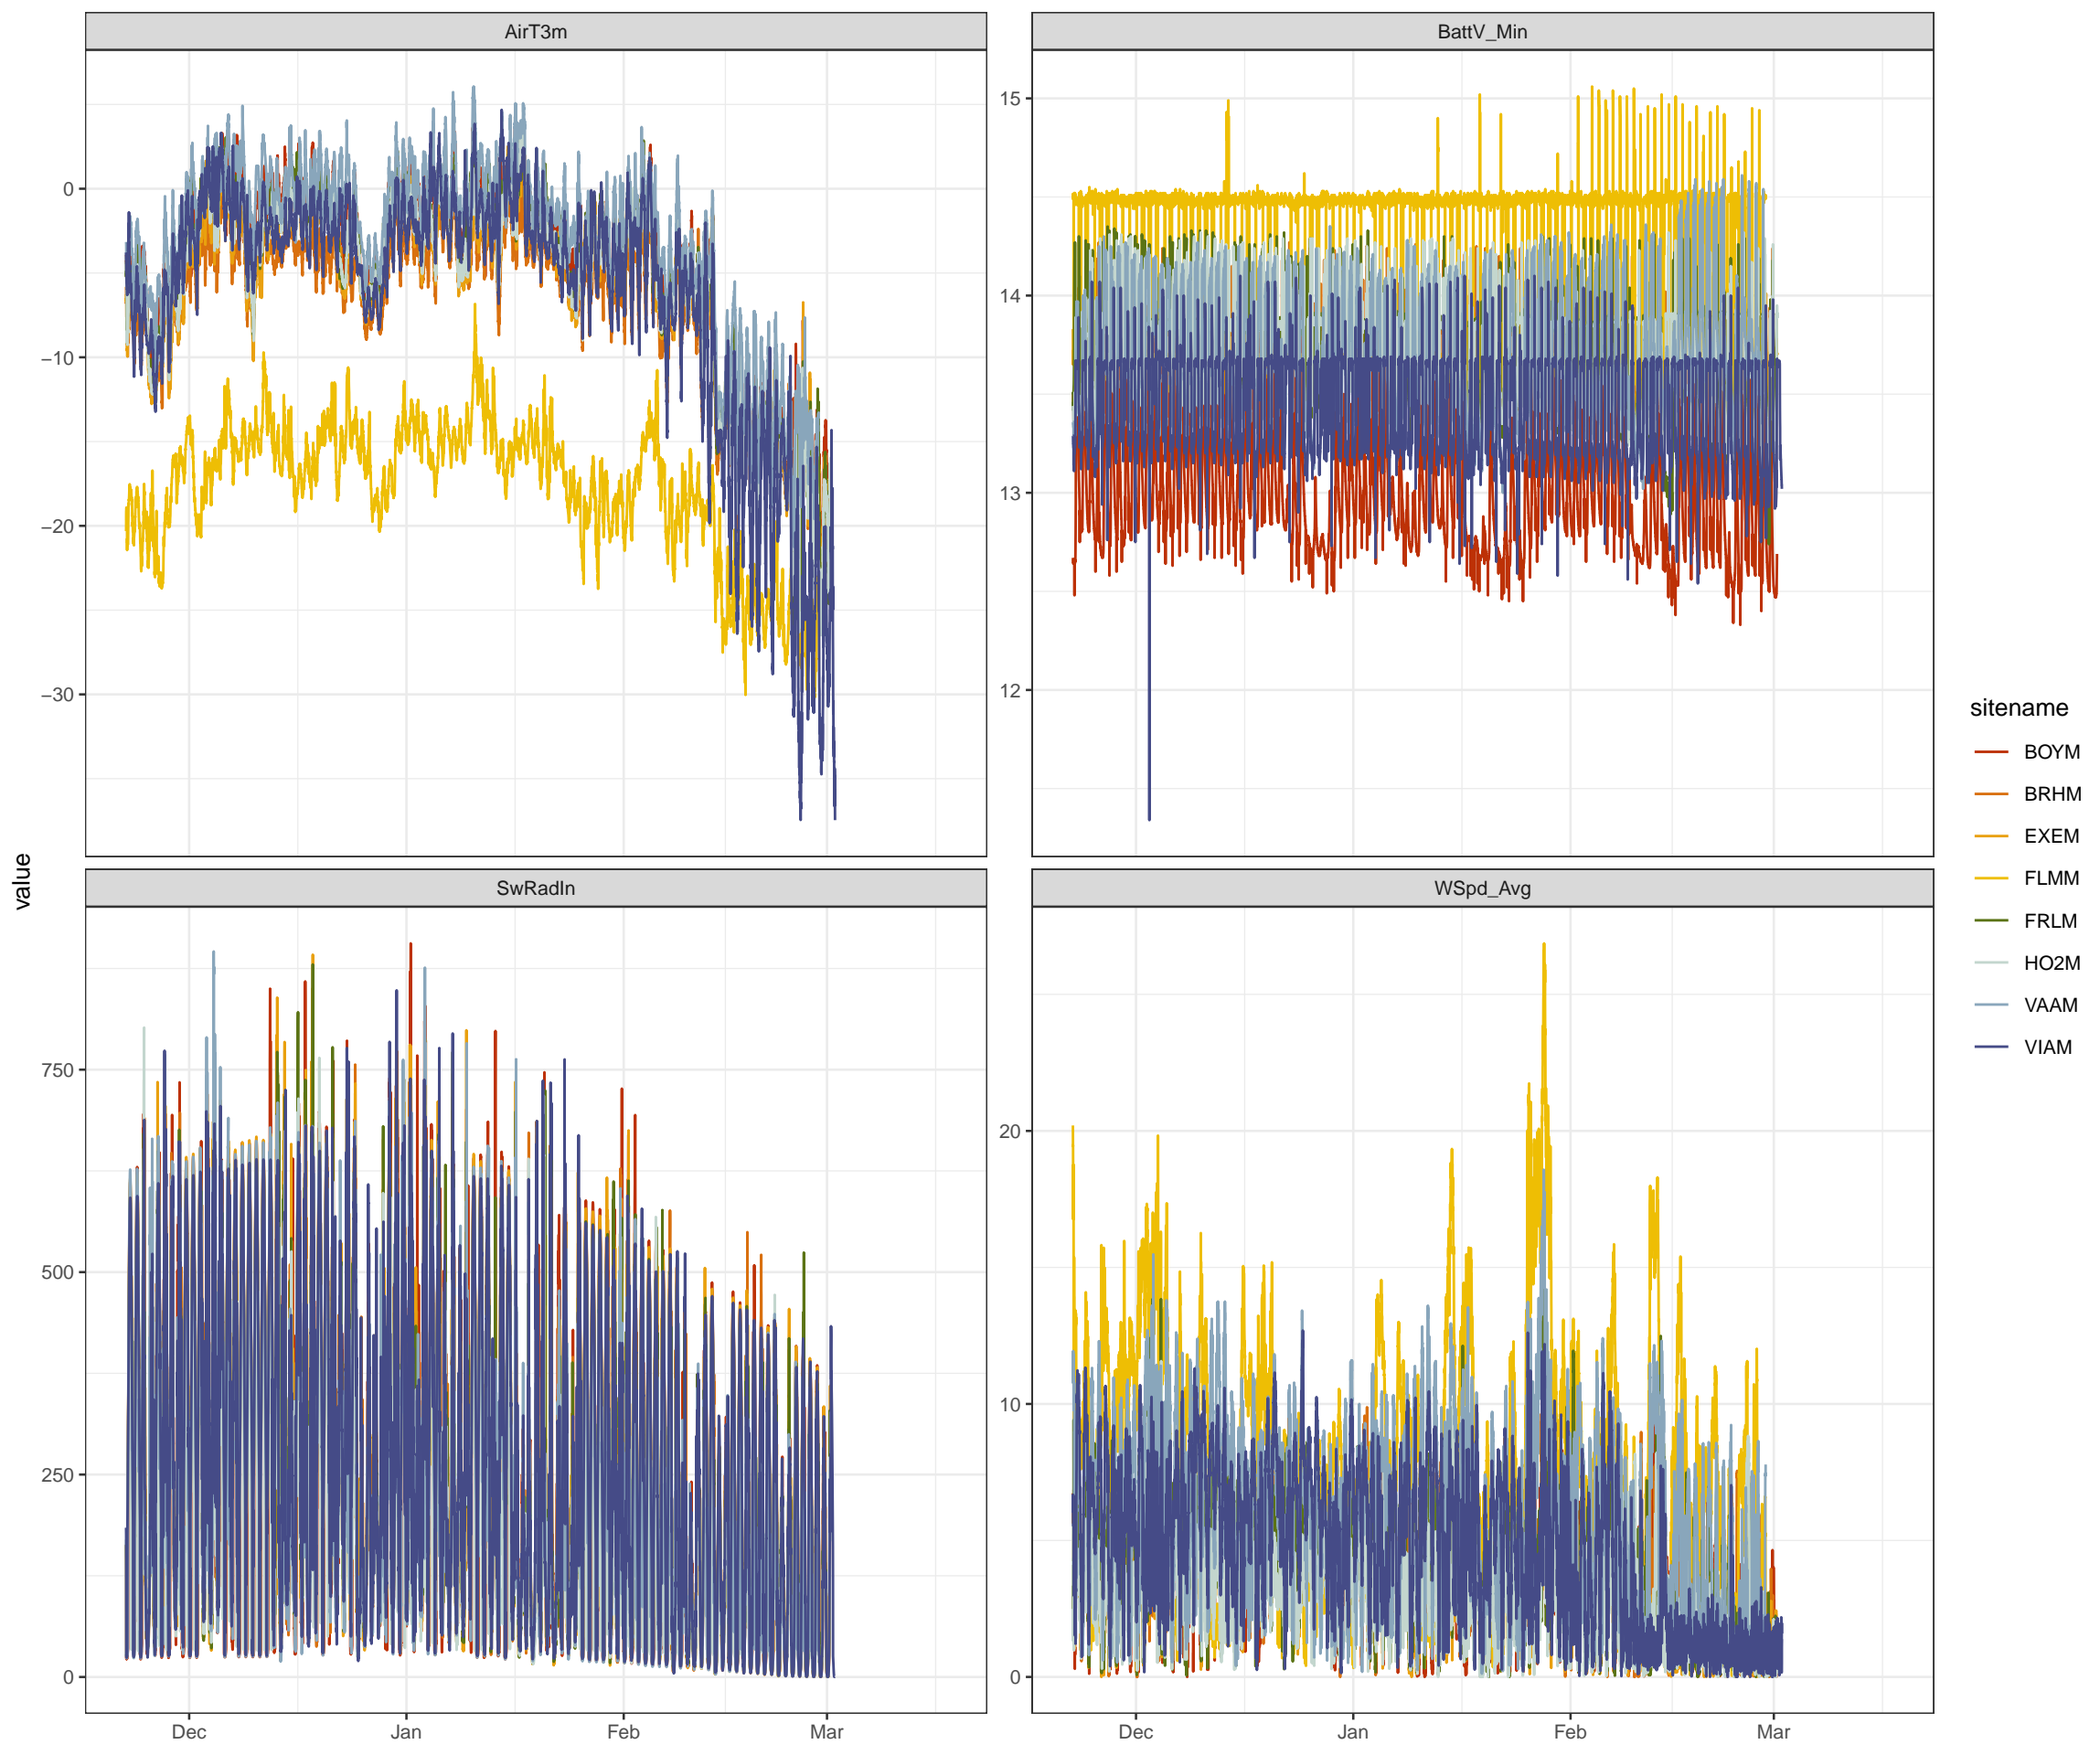 AirT3m
BattV_Min
0
−10
−20
−30
15
14
13
12
value
SwRadIn
WSpd_Avg
750
500
250
0
20
10
0
Dec Jan Feb Mar
Dec Jan Feb Mar
sitename
BOYM
BRHM
EXEM
FLMM
FRLM
HO2M
VAAM
VIAM